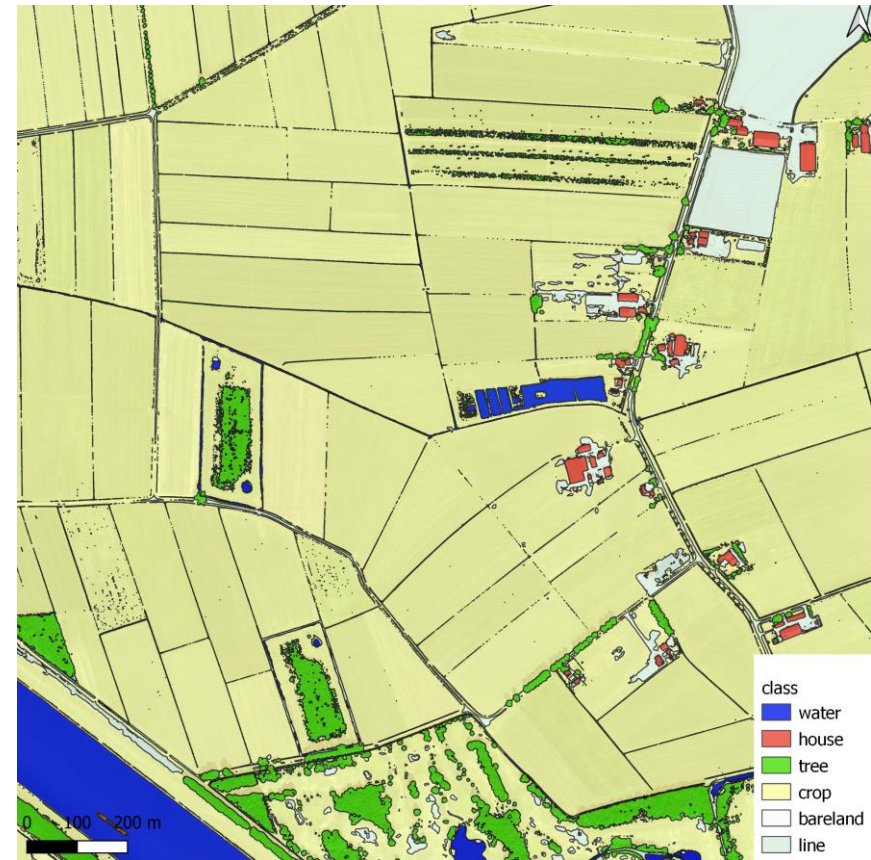 class
water
house
tree
crop
bareland
line
0 100 200 m